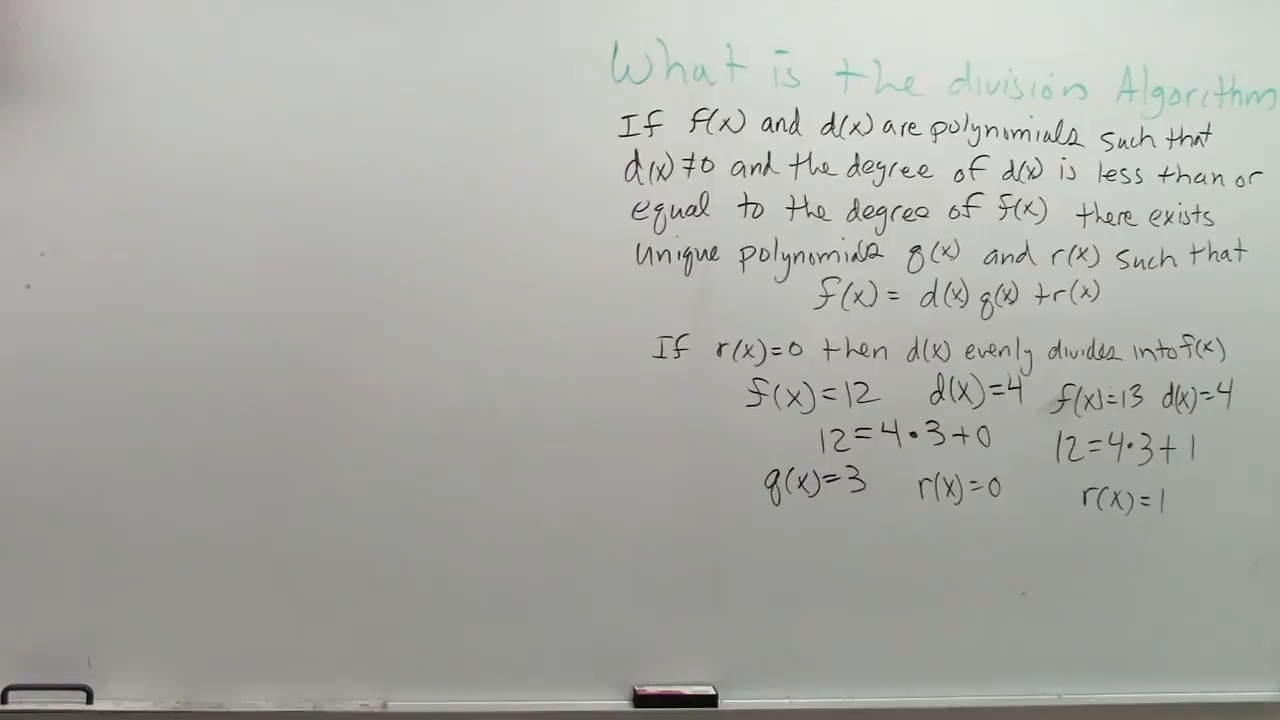 What is the division Algorithm
If f(x) and d(x) are polynomials such that
d(x)≠0 and the degree of d(x) is less than or
equal to the degree of f(x) there exists
unique polynomials q(x) and r(x) such that
f(x) = d(x) q(x) + r(x)
If r(x)=0 then d(x) evenly divides into f(x)
f(x)=12 d(x)=4 f(x)=13 d(x)=4
12=4•3+0 12=4•3+1
q(x)=3 r(x)=0 r(x)=1